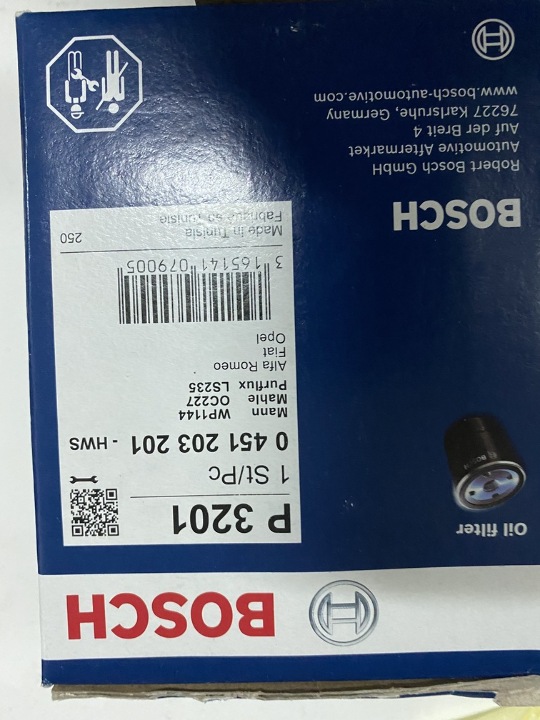 BOSCH
Oil filter
P 3201
1 St/Pc
0 451 203 201 - HWS
Mann WP1144
Mahle OC227
Purflux LS235
Alfa Romeo
Fiat
Opel
3 165141 079005
Made in Tunisia
Fabriqué en Tunisie
250
BOSCH
Robert Bosch GmbH
Automotive Aftermarket
Auf der Breit 4
76227 Karlsruhe, Germany
www.bosch-automotive.com